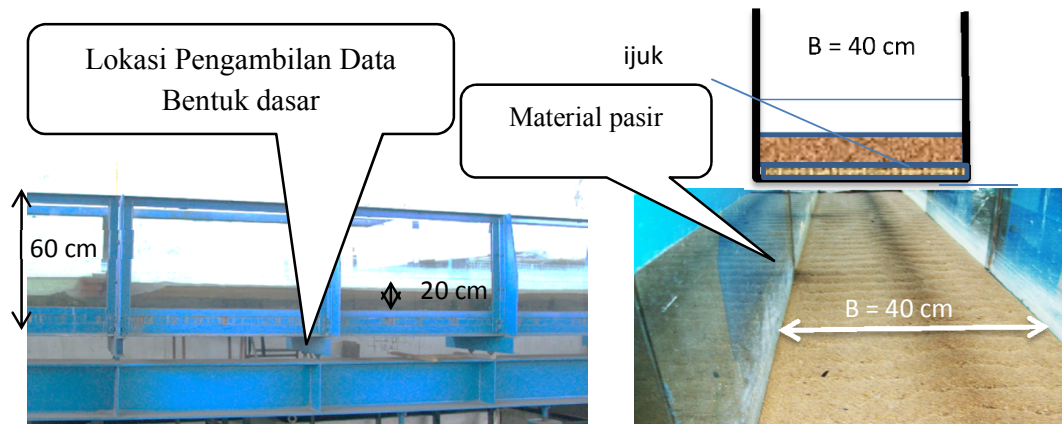 Lokasi Pengambilan Data
Bentuk dasar
ijuk
B = 40 cm
Material pasir
60 cm
20 cm
B = 40 cm